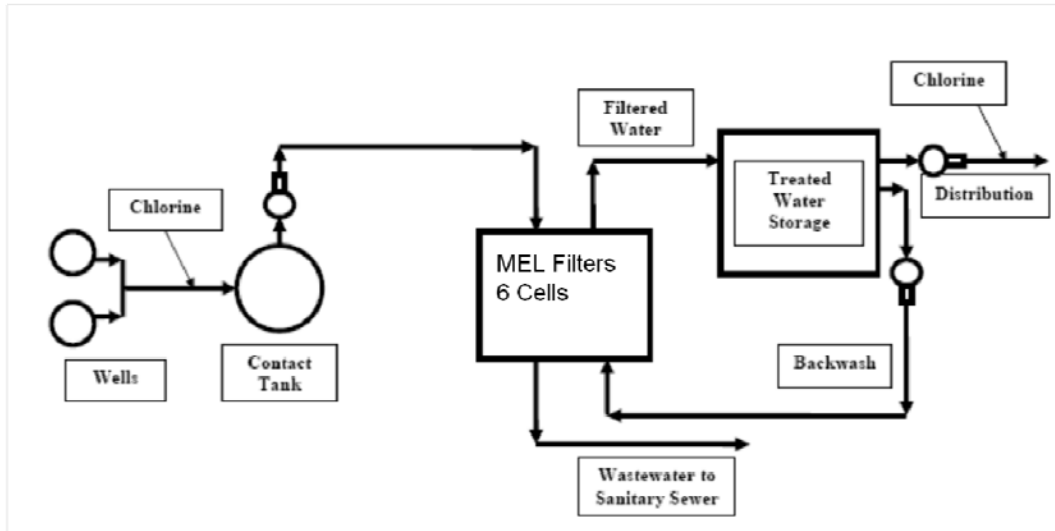 Chlorine
Filtered
Water
Treated
Water
Storage
Distribution
Chlorine
MEL Filters
6 Cells
Wells
Contact
Tank
Backwash
Wastewater to
Sanitary Sewer